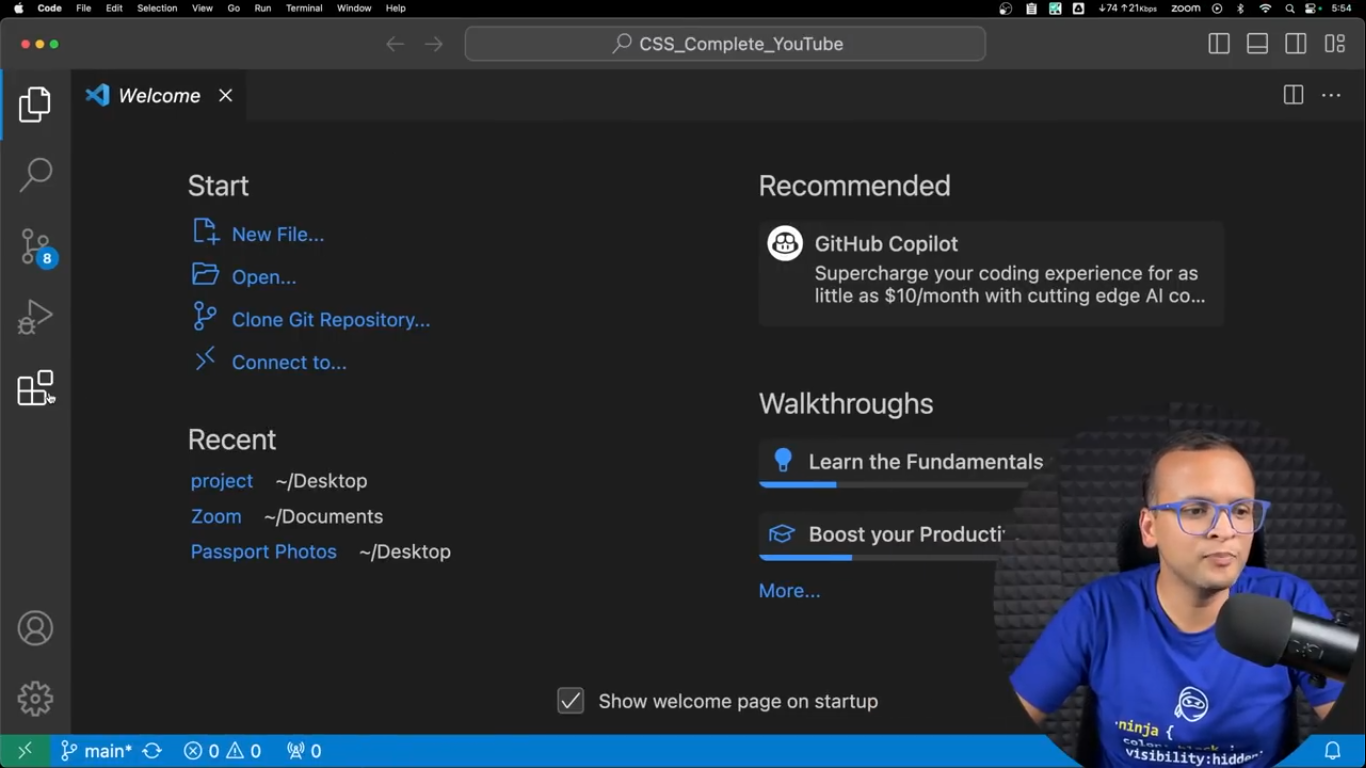 Code File Edit Selection View Go Run Terminal Window Help ↓74 ↑21Kbps zoom 5:54
CSS_Complete_YouTube
Welcome
Start
New File...
Open...
Clone Git Repository...
Connect to...
Recent
project ~/Desktop
Zoom ~/Documents
Passport Photos ~/Desktop
Recommended
GitHub Copilot
Supercharge your coding experience for as
little as $10/month with cutting edge AI co...
Walkthroughs
Learn the Fundamentals
Boost your Producti
More...
8
Show welcome page on startup
ninja {
color: black ;
visibility:hidden
main* 0 0 0